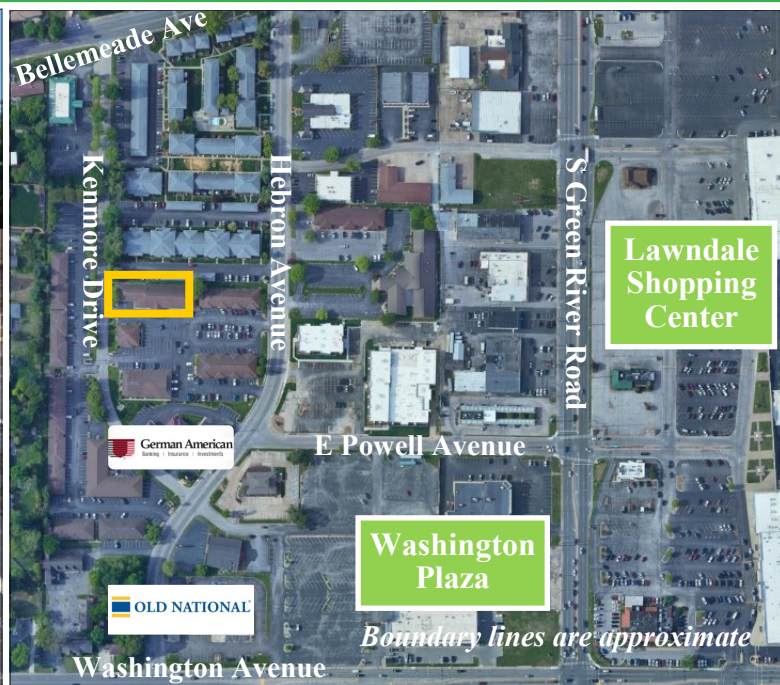 Bellemeade Ave
Kenmore Drive
Hebron Avenue
S Green River Road
Lawndale
Shopping
Center
German American
Banking | Insurance | Investments
E Powell Avenue
Washington
Plaza
OLD NATIONAL
Boundary lines are approximate
Washington Avenue